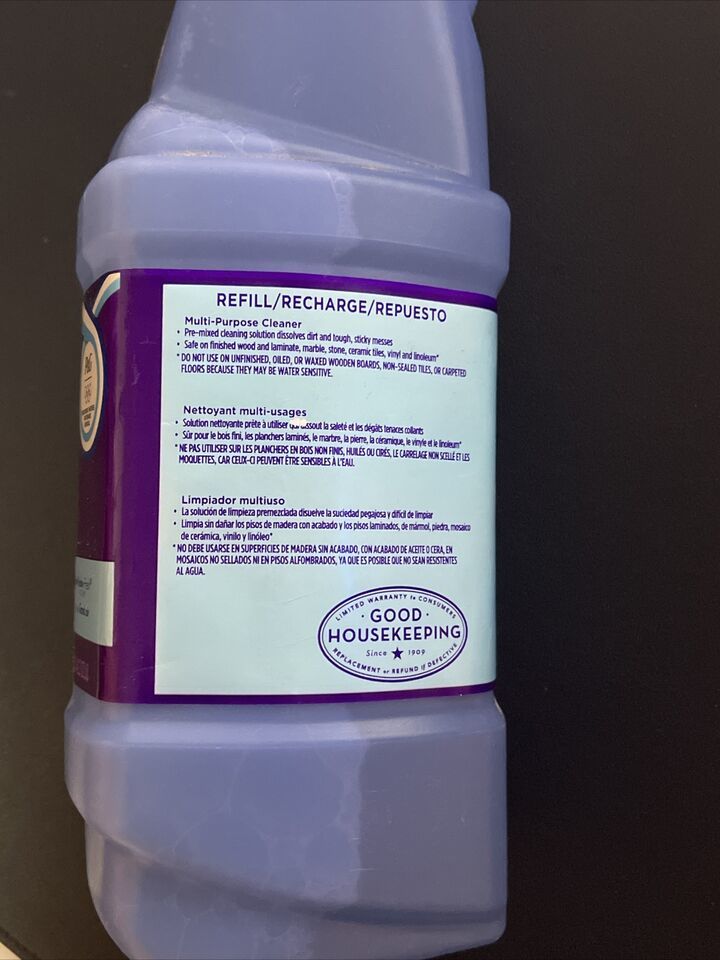 REFILL/RECHARGE/REPUESTO
Multi-Purpose Cleaner
• Pre-mixed cleaning solution dissolves dirt and tough, sticky messes
• Safe on finished wood and laminate, marble, stone, ceramic tiles, vinyl and linoleum*
* DO NOT USE ON UNFINISHED, OILED, OR WAXED WOODEN BOARDS, NON-SEALED TILES, OR CARPETED
FLOORS BECAUSE THEY MAY BE WATER SENSITIVE.
Nettoyant multi-usages
• Solution nettoyante prête à utiliser qui dissout la saleté et les dégâts tenaces collants
• Sûr pour le bois fini, les planchers laminés, le marbre, la pierre, la céramique, le vinyle et le linoléum*
* NE PAS UTILISER SUR LES PLANCHERS EN BOIS NON FINIS, HUILÉS OU CIRÉS, LE CARRELAGE NON SCELLÉ ET LES
MOQUETTES, CAR CEUX-CI PEUVENT ÊTRE SENSIBLES À L'EAU.
Limpiador multiuso
• La solución de limpieza premezclada disuelve la suciedad pegajosa y difícil de limpiar
• Limpia sin dañar los pisos de madera con acabado y los pisos laminados, de mármol, piedra, mosaico
de cerámica, vinilo y linóleo*
* NO DEBE USARSE EN SUPERFICIES DE MADERA SIN ACABADO, CON ACABADO DE ACEITE O CERA, EN
MOSAICOS NO SELLADOS NI EN PISOS ALFOMBRADOS, YA QUE ES POSIBLE QUE NO SEAN RESISTENTES
AL AGUA.
LIMITED WARRANTY to CONSUMERS
• GOOD •
HOUSEKEEPING
Since ★ 1909
REPLACEMENT or REFUND if DEFECTIVE
P&G